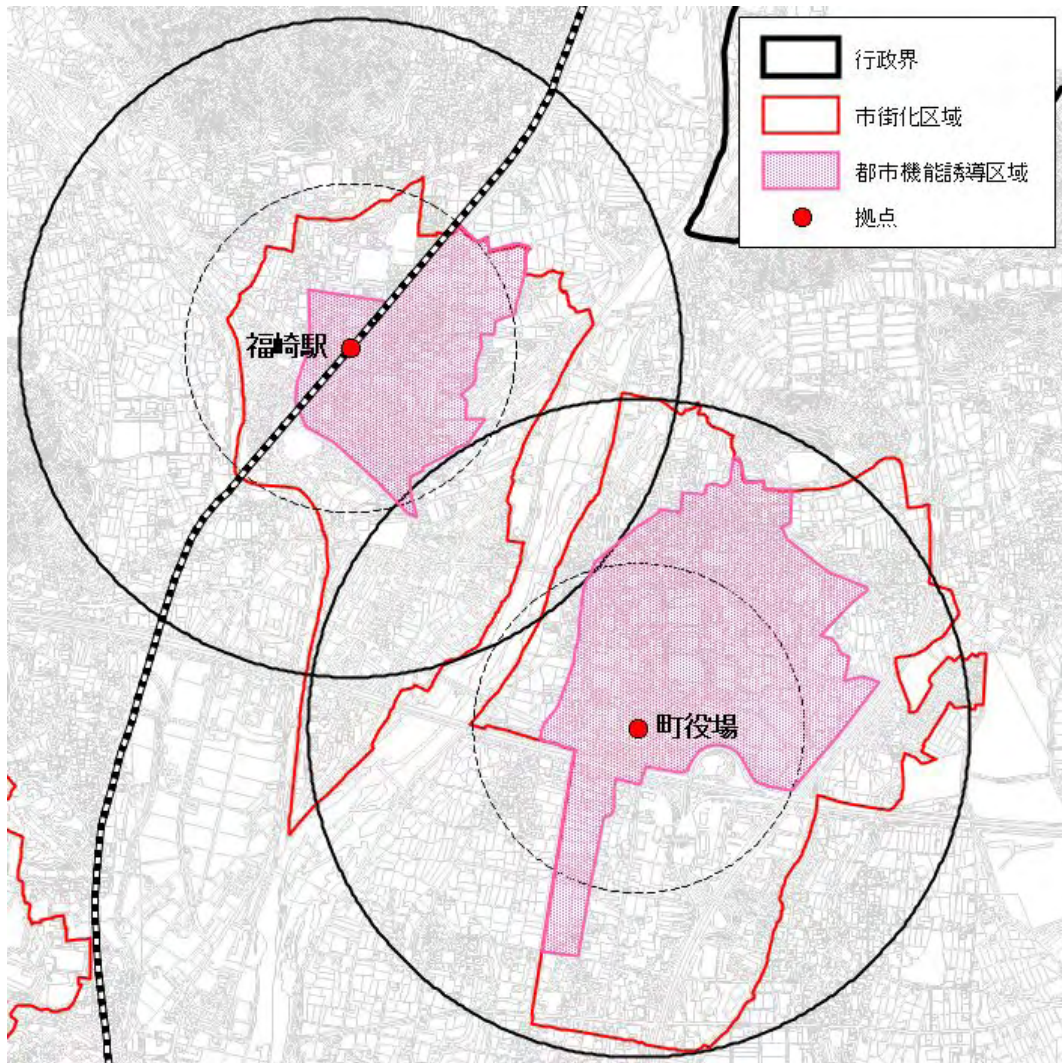 行政界
市街化区域
都市機能誘導区域
拠点
福崎駅
町役場